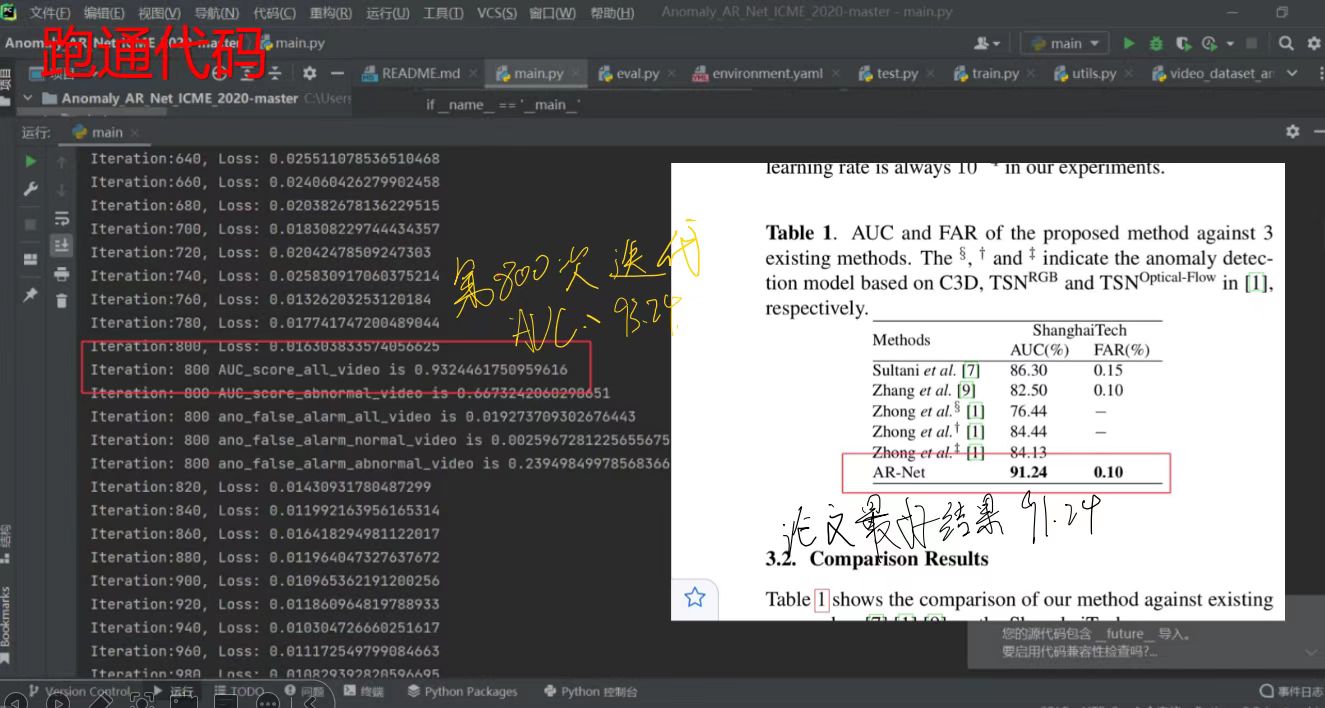 文件(F) 编辑(E) 视图(V) 导航(N) 代码(C) 重构(R) 运行(U) 工具(T) VCS(S) 窗口(W) 帮助(H) Anomaly_AR_Net_ICME_2020-master - main.py
跑通代码
main.py
main
README.md main.py eval.py environment.yaml test.py train.py utils.py video_dataset_an
Anomaly_AR_Net_ICME_2020-master C:\Users
if __name__ == '__main__'
运行: main
Iteration:640, Loss: 0.025511078536510468
Iteration:660, Loss: 0.024060426279902458
Iteration:680, Loss: 0.020382678136229515
Iteration:700, Loss: 0.018308229744434357
Iteration:720, Loss: 0.02042478509247303
Iteration:740, Loss: 0.025830917060375214
Iteration:760, Loss: 0.01326203253120184
Iteration:780, Loss: 0.017741747200489044
Iteration:800, Loss: 0.016303833574056625
Iteration: 800 AUC_score_all_video is 0.9324461750959616
Iteration: 800 AUC_score_abnormal_video is 0.6673242060298651
Iteration: 800 ano_false_alarm_all_video is 0.019273709302676443
Iteration: 800 ano_false_alarm_normal_video is 0.0025967281225655675
Iteration: 800 ano_false_alarm_abnormal_video is 0.23949849978568366
Iteration:820, Loss: 0.01430931780487299
Iteration:840, Loss: 0.0119921643956165314
Iteration:860, Loss: 0.016418294981122017
Iteration:880, Loss: 0.011964047327637672
Iteration:900, Loss: 0.0109653621912002​56
Iteration:920, Loss: 0.011860964819788933
Iteration:940, Loss: 0.010304726660251617
Iteration:960, Loss: 0.011172549799084663
Iteration:980, Loss: 0.01082939282059​6695
第800次迭代
AUC: 93.24
learning rate is always 10⁻⁴ in our experiments.
Table 1. AUC and FAR of the proposed method against 3
existing methods. The §, † and ‡ indicate the anomaly detec-
tion model based on C3D, TSN^RGB and TSN^Optical-Flow in [1],
respectively.
Methods ShanghaiTech
AUC(%) FAR(%)
Sultani et al. [7] 86.30 0.15
Zhang et al. [9] 82.50 0.10
Zhong et al.§ [1] 76.44 –
Zhong et al.† [1] 84.44 –
Zhong et al.‡ [1] 84.13
AR-Net 91.24 0.10
论文最好结果 91.24
3.2. Comparison Results
Table 1 shows the comparison of our method against existing
您的源代码包含 __future__ 导入。
要启用代码兼容性检查吗?...
结构
Bookmarks
Version Control 运行 TODO 问题 终端 Python Packages Python 控制台 事件日志